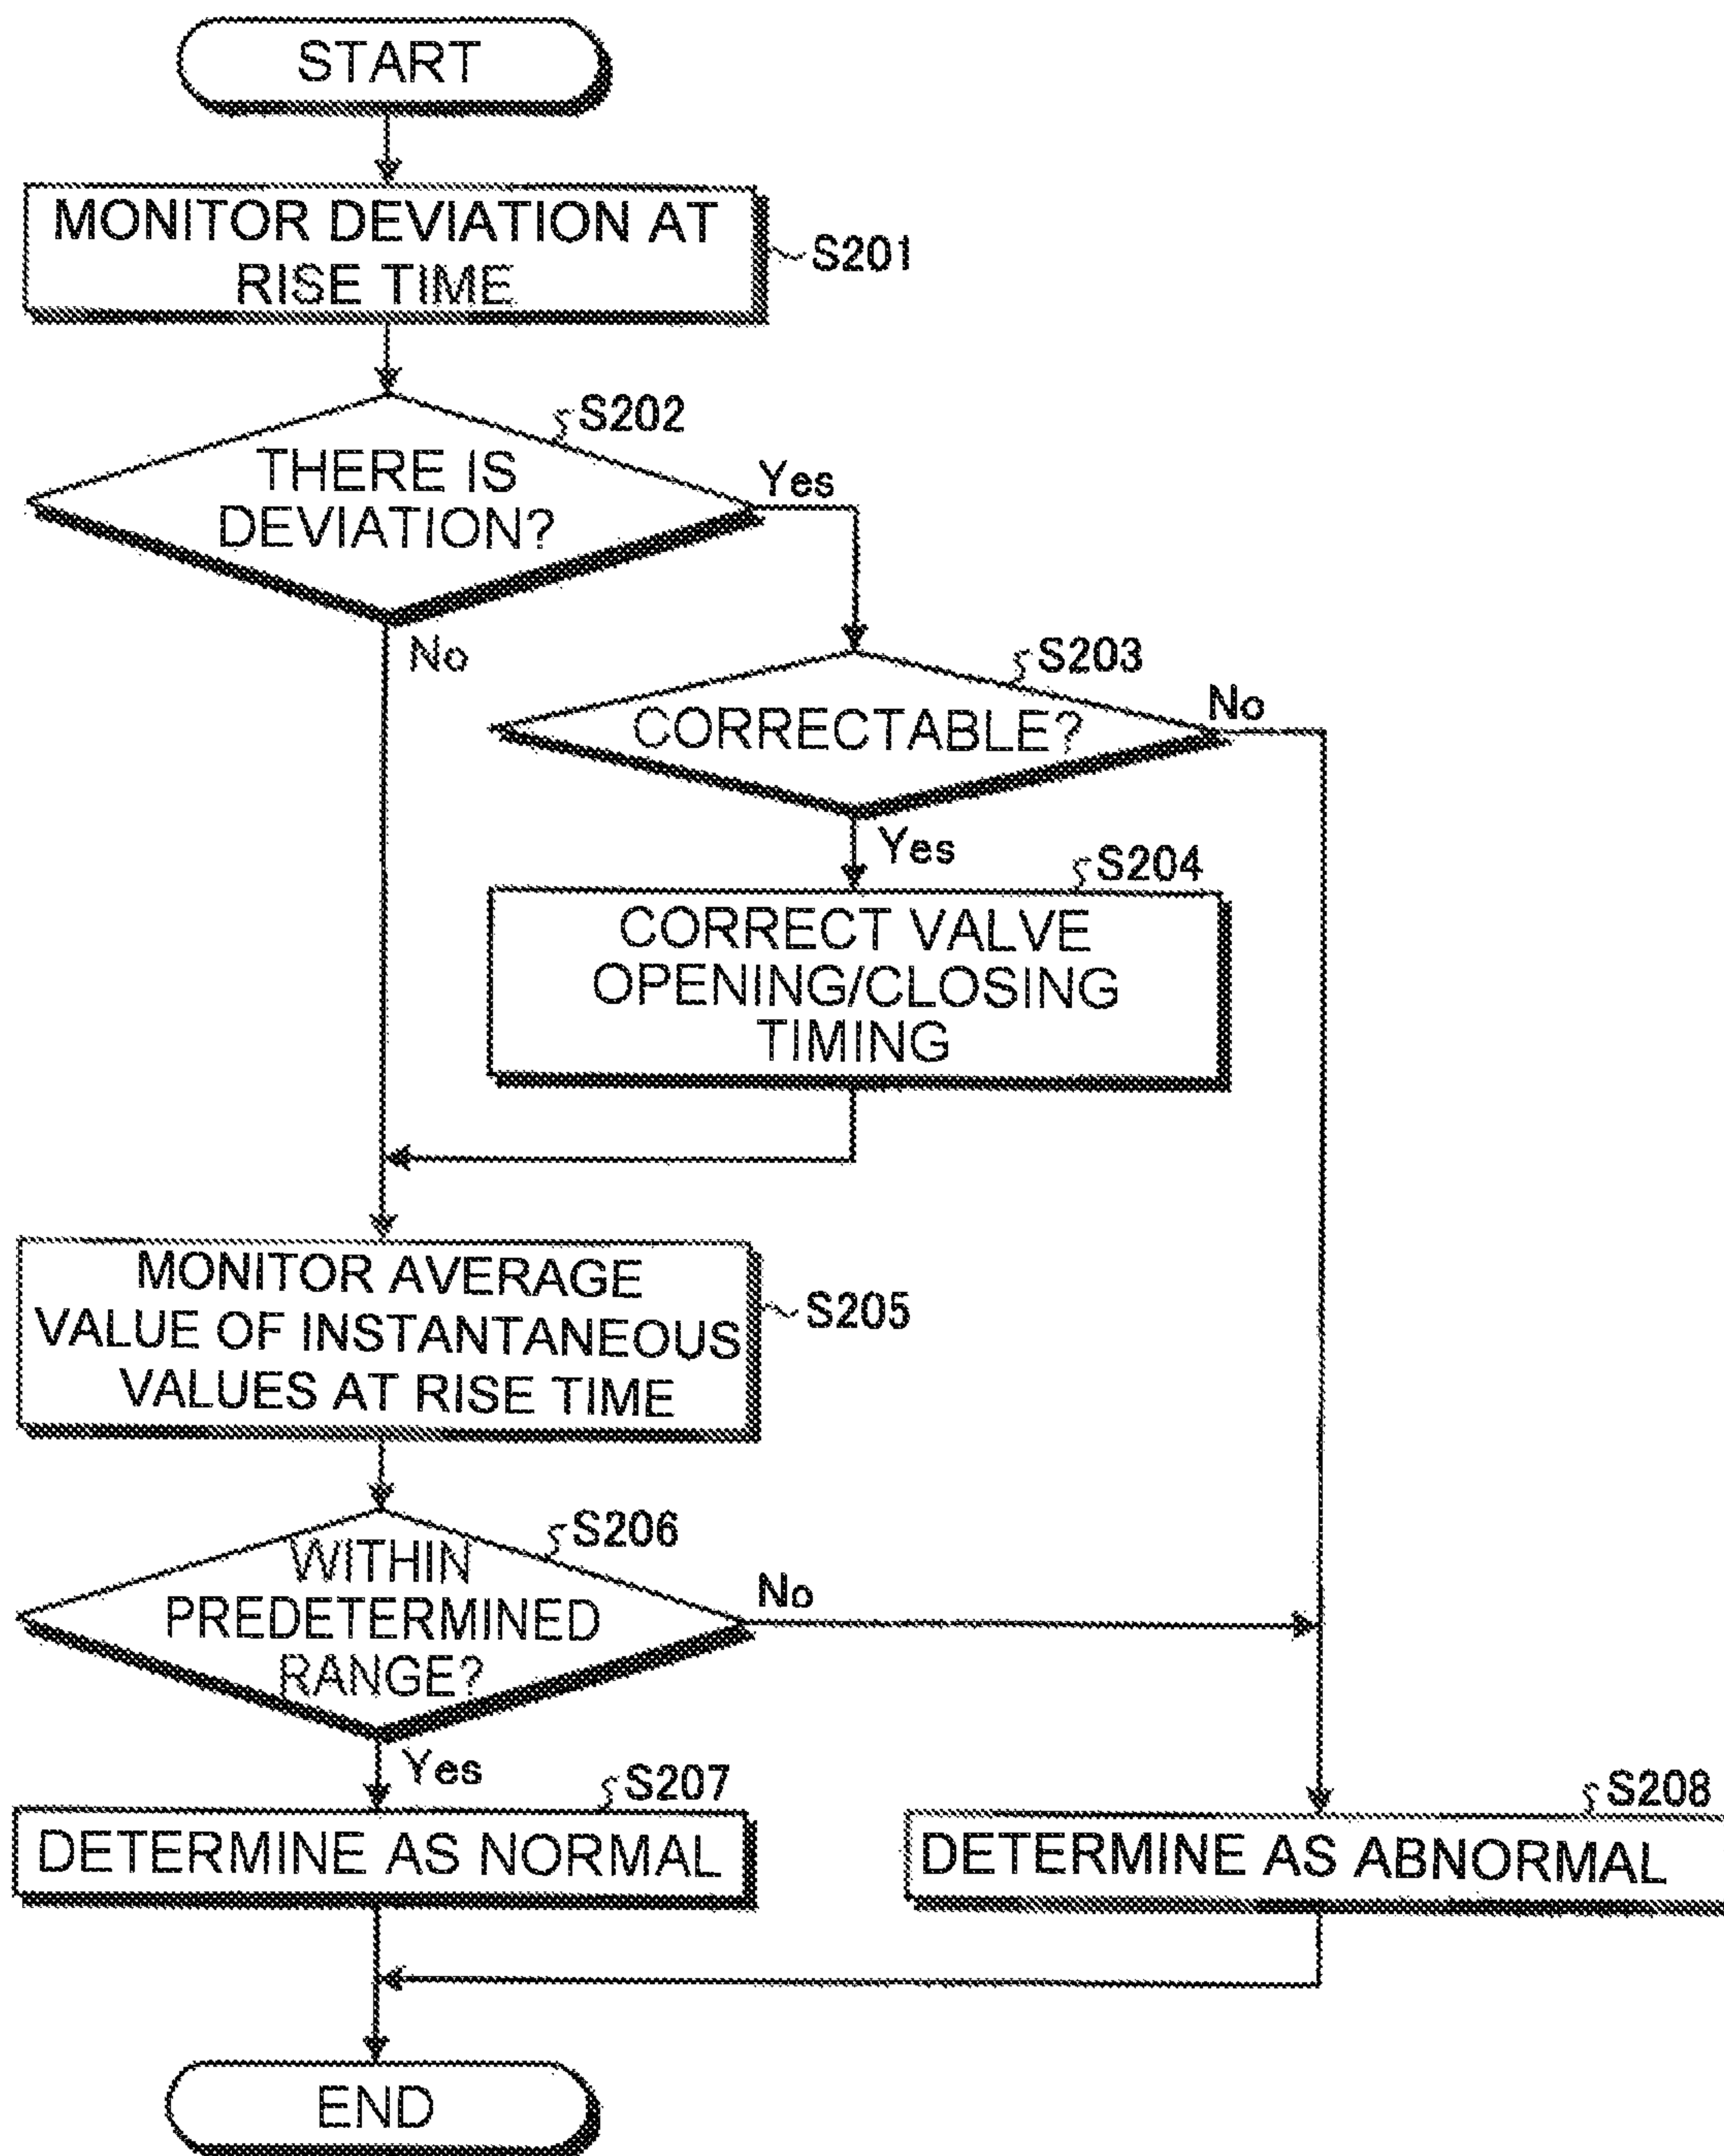 START
MONITOR DEVIATION AT
RISE TIME
S201
S202
THERE IS
DEVIATION?
Yes
No
S203
CORRECTABLE?
No
Yes
S204
CORRECT VALVE
OPENING/CLOSING
TIMING
MONITOR AVERAGE
VALUE OF INSTANTANEOUS
VALUES AT RISE TIME
S205
S206
WITHIN
PREDETERMINED
RANGE?
No
Yes
S207
DETERMINE AS NORMAL
S208
DETERMINE AS ABNORMAL
END